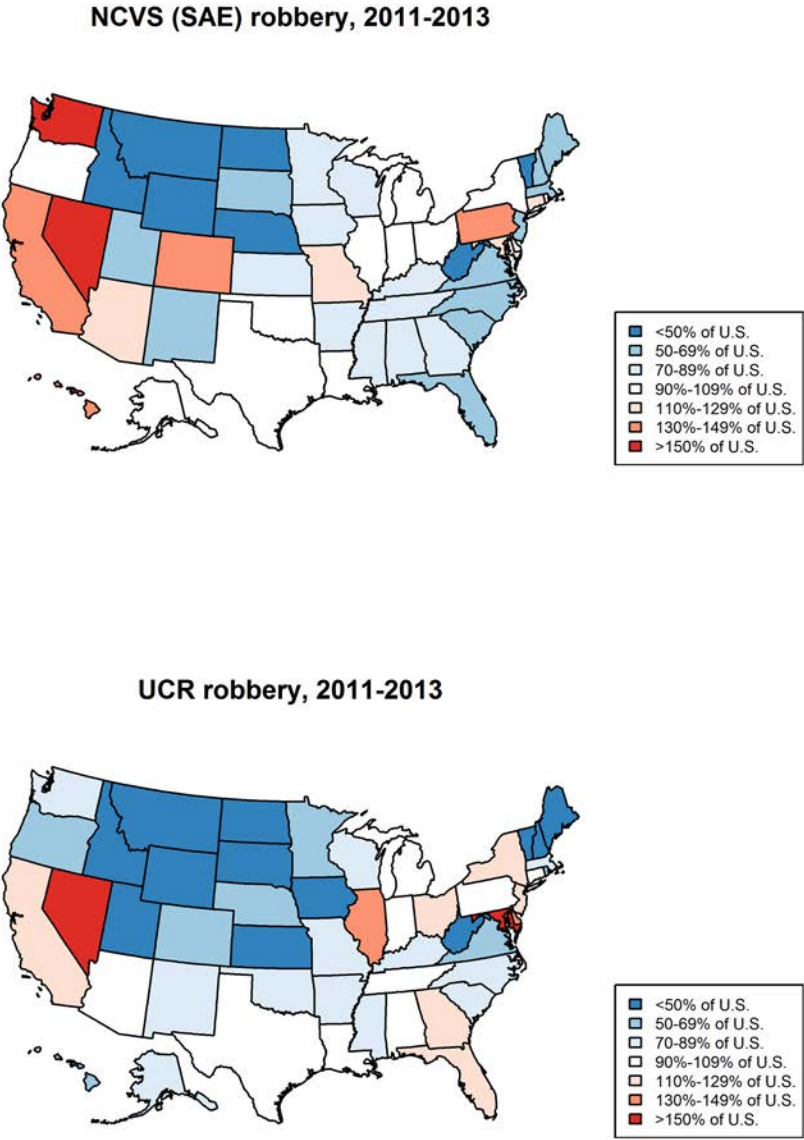 NCVS (SAE) robbery, 2011-2013
<50% of U.S.
50-69% of U.S.
70-89% of U.S.
90%-109% of U.S.
110%-129% of U.S.
130%-149% of U.S.
>150% of U.S.
UCR robbery, 2011-2013
<50% of U.S.
50-69% of U.S.
70-89% of U.S.
90%-109% of U.S.
110%-129% of U.S.
130%-149% of U.S.
>150% of U.S.